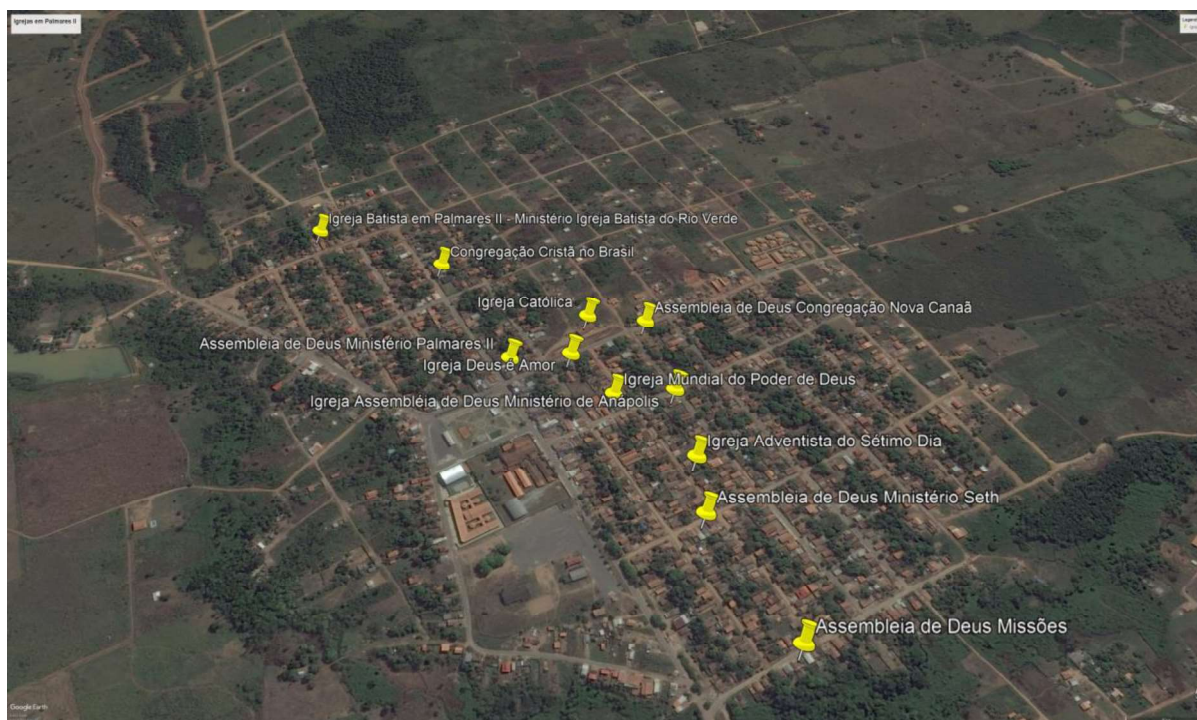 Igrejas em Palmares II
Igreja Batista em Palmares II - Ministério Igreja Batista do Rio Verde
Congregação Cristã no Brasil
Igreja Católica
Assembleia de Deus Congregação Nova Canaã
Assembleia de Deus Ministério Palmares II
Igreja Deus é Amor
Igreja Mundial do Poder de Deus
Igreja Assembléia de Deus Ministério de Anápolis
Igreja Adventista do Sétimo Dia
Assembleia de Deus Ministério Seth
Assembleia de Deus Missões
Google Earth